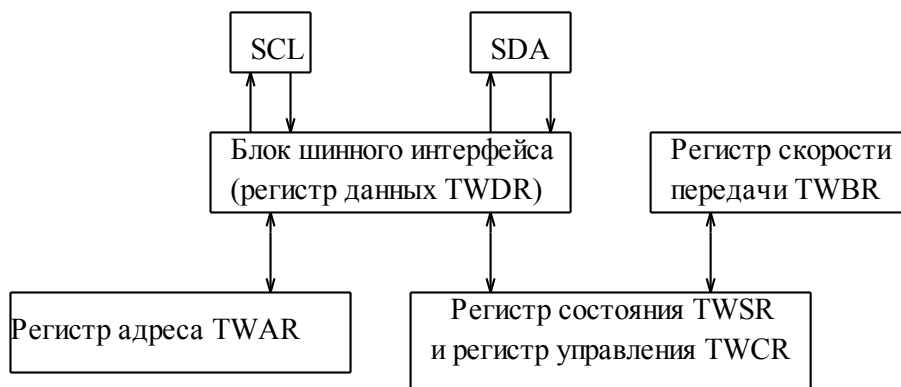 SCL
SDA
Блок шинного интерфейса
(регистр данных TWDR)
Регистр скорости
передачи TWBR
Регистр адреса TWAR
Регистр состояния TWSR
и регистр управления TWCR